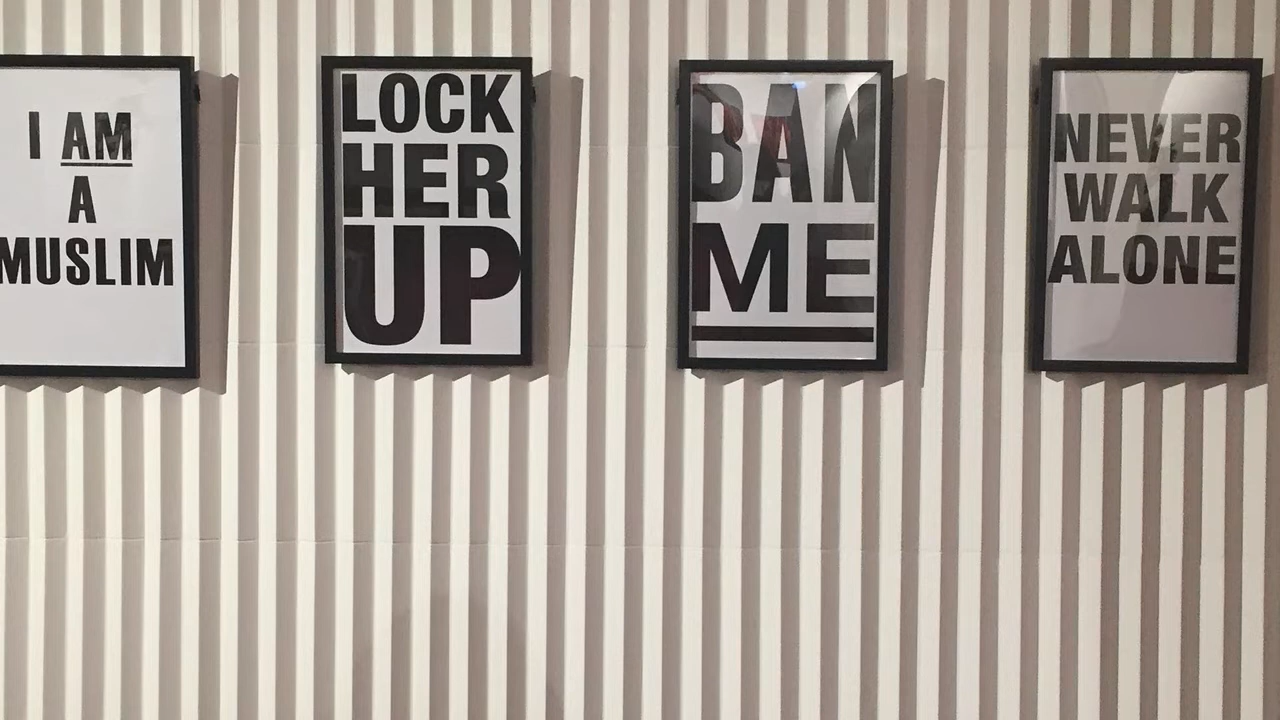 I AM
A
MUSLIM
LOCK
HER
UP
BAN
ME
NEVER
WALK
ALONE